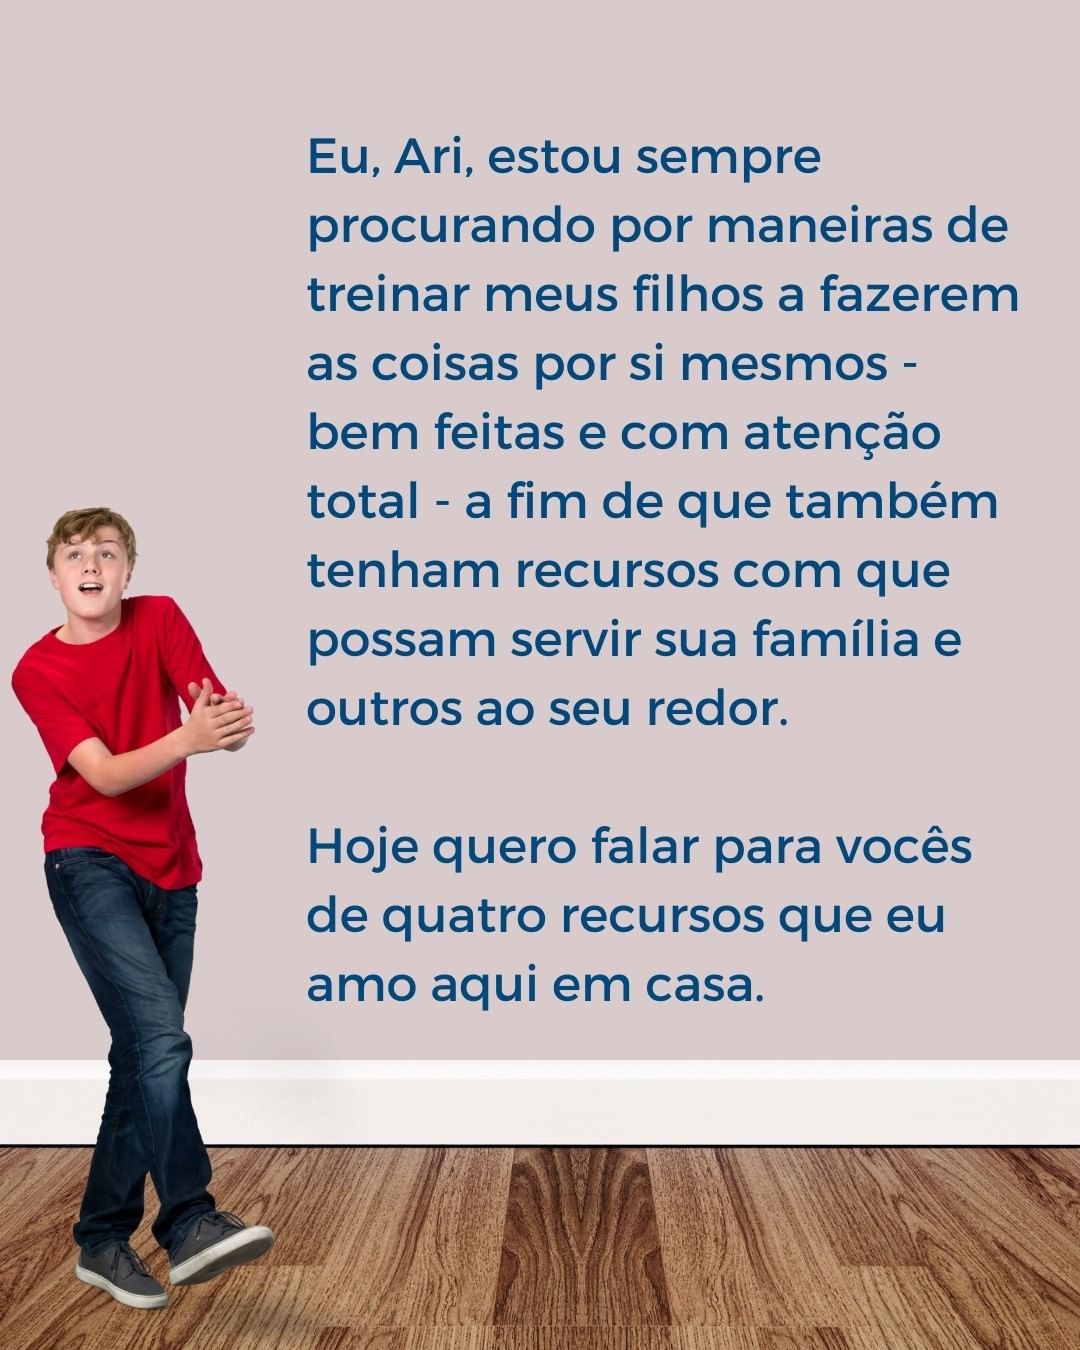 Eu, Ari, estou sempre
procurando por maneiras de
treinar meus filhos a fazerem
as coisas por si mesmos -
bem feitas e com atenção
total - a fim de que também
tenham recursos com que
possam servir sua família e
outros ao seu redor.
Hoje quero falar para vocês
de quatro recursos que eu
amo aqui em casa.